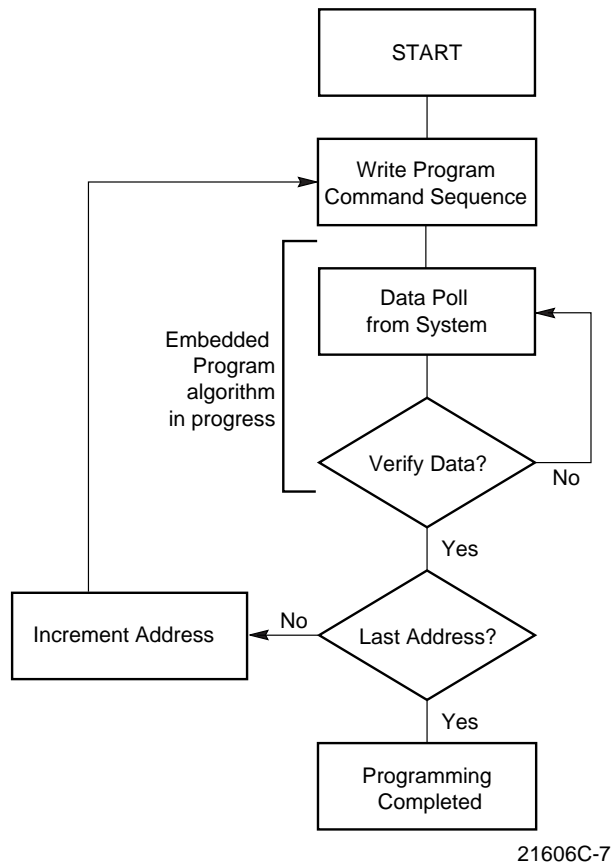 START
Write Program
Command Sequence
Data Poll
from System
Embedded
Program
algorithm
in progress
Verify Data?
No
Yes
Last Address?
No
Increment Address
Yes
Programming
Completed
21606C-7